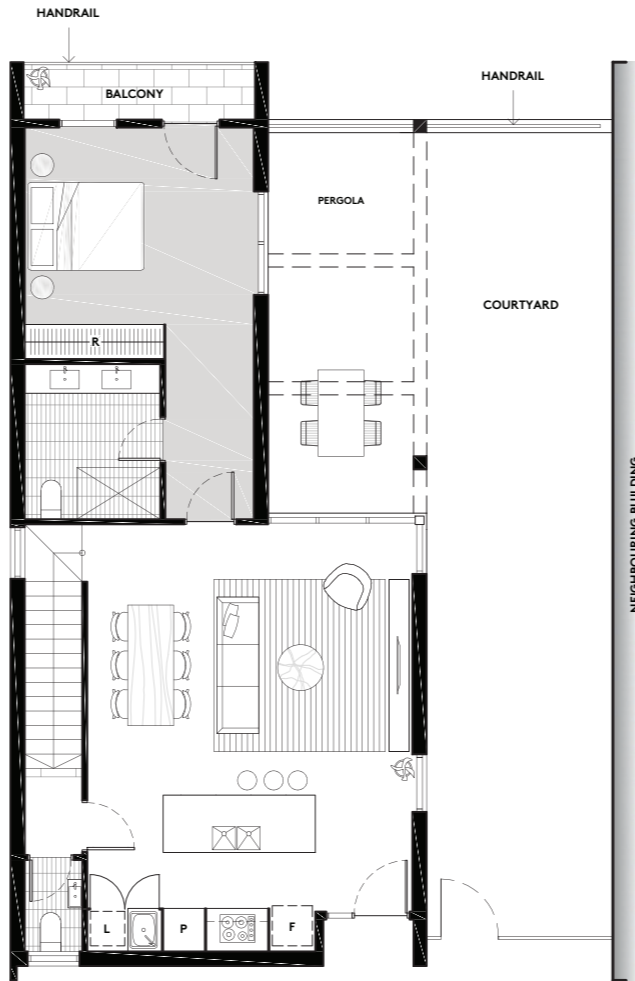 HANDRAIL
HANDRAIL
BALCONY
PERGOLA
COURTYARD
R
NEIGHBOURING BUILDING
L
P
F